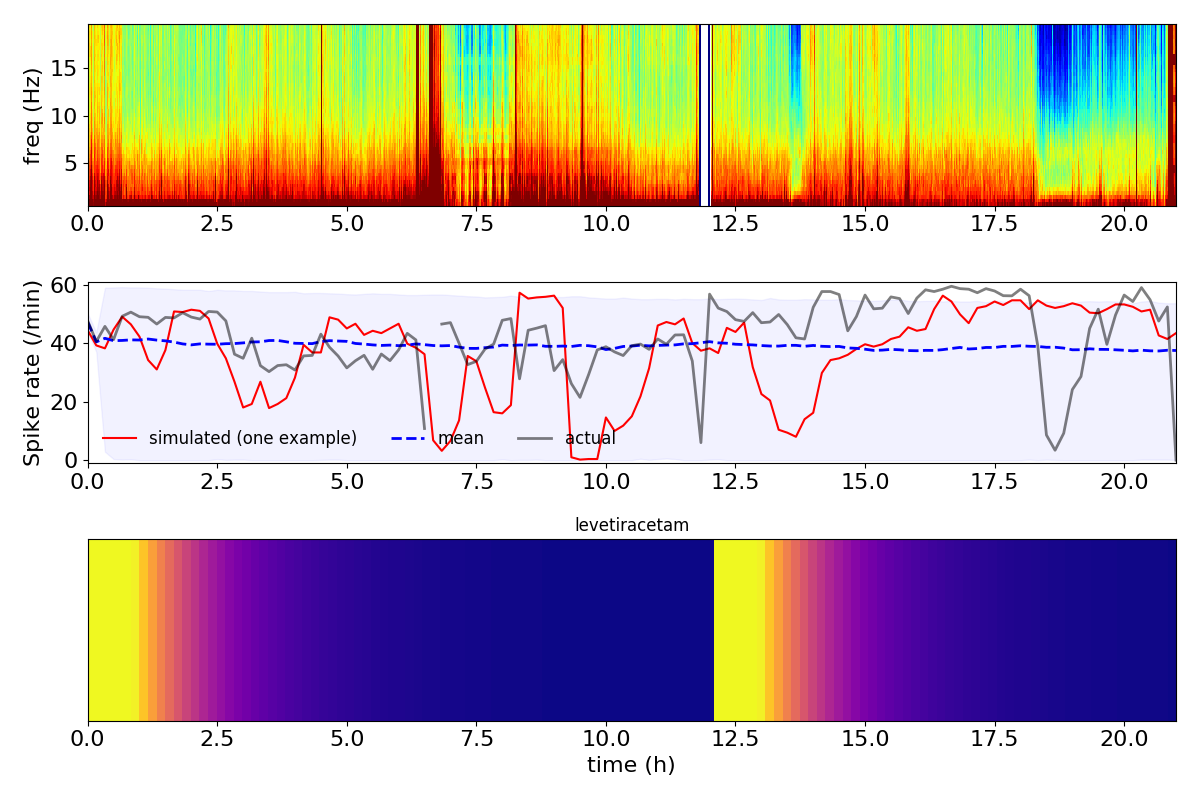 freq (Hz)
15
10
5
0.0 2.5 5.0 7.5 10.0 12.5 15.0 17.5 20.0
Spike rate (/min)
60
40
20
0
simulated (one example) mean actual
0.0 2.5 5.0 7.5 10.0 12.5 15.0 17.5 20.0
levetiracetam
0.0 2.5 5.0 7.5 10.0 12.5 15.0 17.5 20.0
time (h)